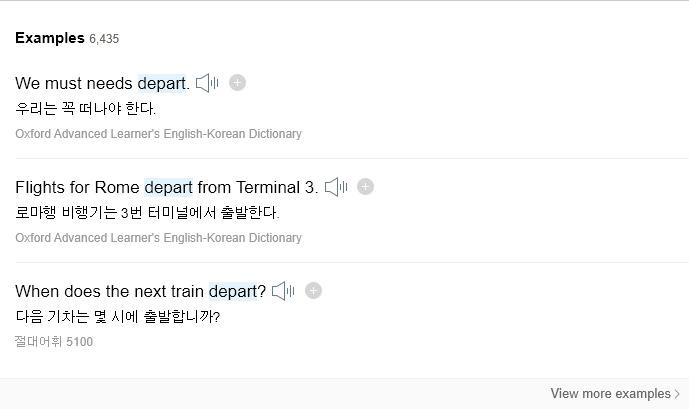 Examples 6,435
We must needs depart.
우리는 꼭 떠나야 한다.
Oxford Advanced Learner's English-Korean Dictionary
Flights for Rome depart from Terminal 3.
로마행 비행기는 3번 터미널에서 출발한다.
Oxford Advanced Learner's English-Korean Dictionary
When does the next train depart?
다음 기차는 몇 시에 출발합니까?
절대어휘 5100
View more examples